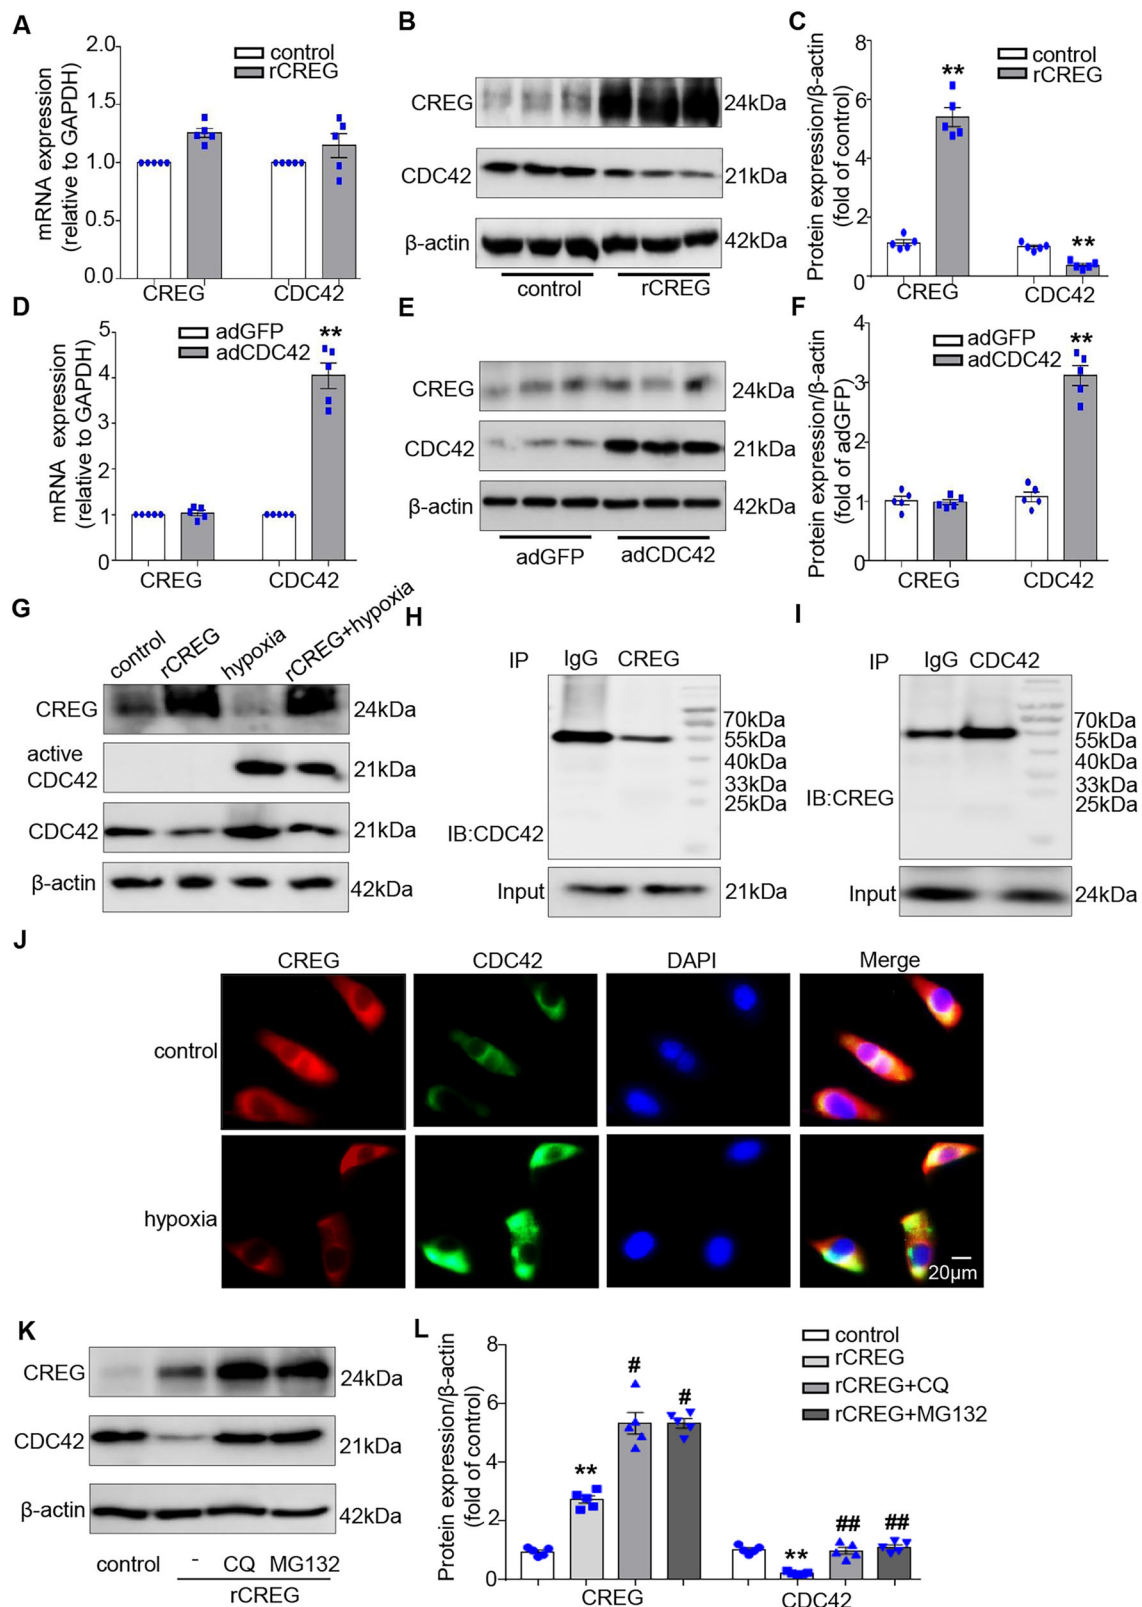 A
mRNA expression
(relative to GAPDH)
2.0
1.5
1.0
0.5
0.0
control
rCREG
CREG
CDC42
B
CREG
24kDa
CDC42
21kDa
β-actin
42kDa
control
rCREG
C
Protein expression/β-actin
(fold of control)
8
6
4
2
0
control
rCREG
**
**
CREG
CDC42
D
mRNA expression
(relative to GAPDH)
5
4
3
2
1
0
adGFP
adCDC42
**
CREG
CDC42
E
CREG
24kDa
CDC42
21kDa
β-actin
42kDa
adGFP
adCDC42
F
Protein expression/β-actin
(fold of adGFP)
4
3
2
1
0
adGFP
adCDC42
**
CREG
CDC42
G
control
rCREG
hypoxia
rCREG+hypoxia
CREG
24kDa
active
CDC42
21kDa
CDC42
21kDa
β-actin
42kDa
H
IP
IgG
CREG
70kDa
55kDa
40kDa
33kDa
25kDa
IB:CDC42
Input
21kDa
I
IP
IgG
CDC42
70kDa
55kDa
40kDa
33kDa
25kDa
IB:CREG
Input
24kDa
J
CREG
CDC42
DAPI
Merge
control
hypoxia
20μm
K
CREG
24kDa
CDC42
21kDa
β-actin
42kDa
control
-
CQ
MG132
rCREG
L
Protein expression/β-actin
(fold of control)
8
6
4
2
0
control
rCREG
rCREG+CQ
rCREG+MG132
**
#
#
**
##
##
CREG
CDC42